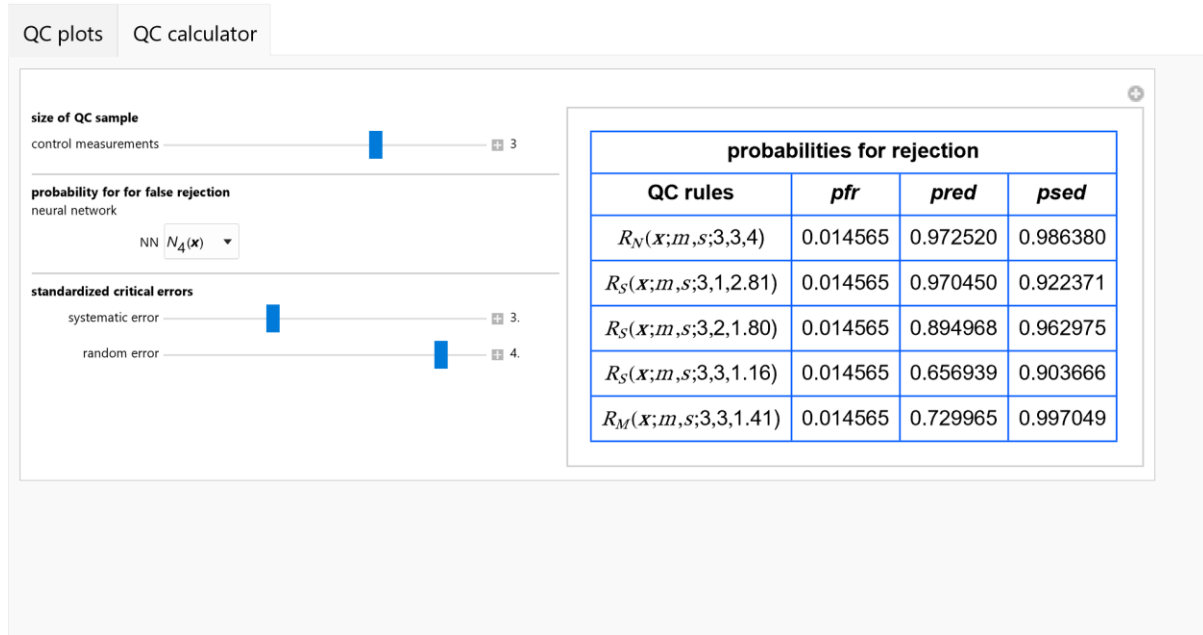 QC plots QC calculator
size of QC sample
control measurements 3
probability for for false rejection
neural network
NN N4(x)
standardized critical errors
systematic error 3.
random error 4.
probabilities for rejection
QC rules pfr pred psed
RN(x;m,s;3,3,4) 0.014565 0.972520 0.986380
RS(x;m,s;3,1,2.81) 0.014565 0.970450 0.922371
RS(x;m,s;3,2,1.80) 0.014565 0.894968 0.962975
RS(x;m,s;3,3,1.16) 0.014565 0.656939 0.903666
RM(x;m,s;3,3,1.41) 0.014565 0.729965 0.997049